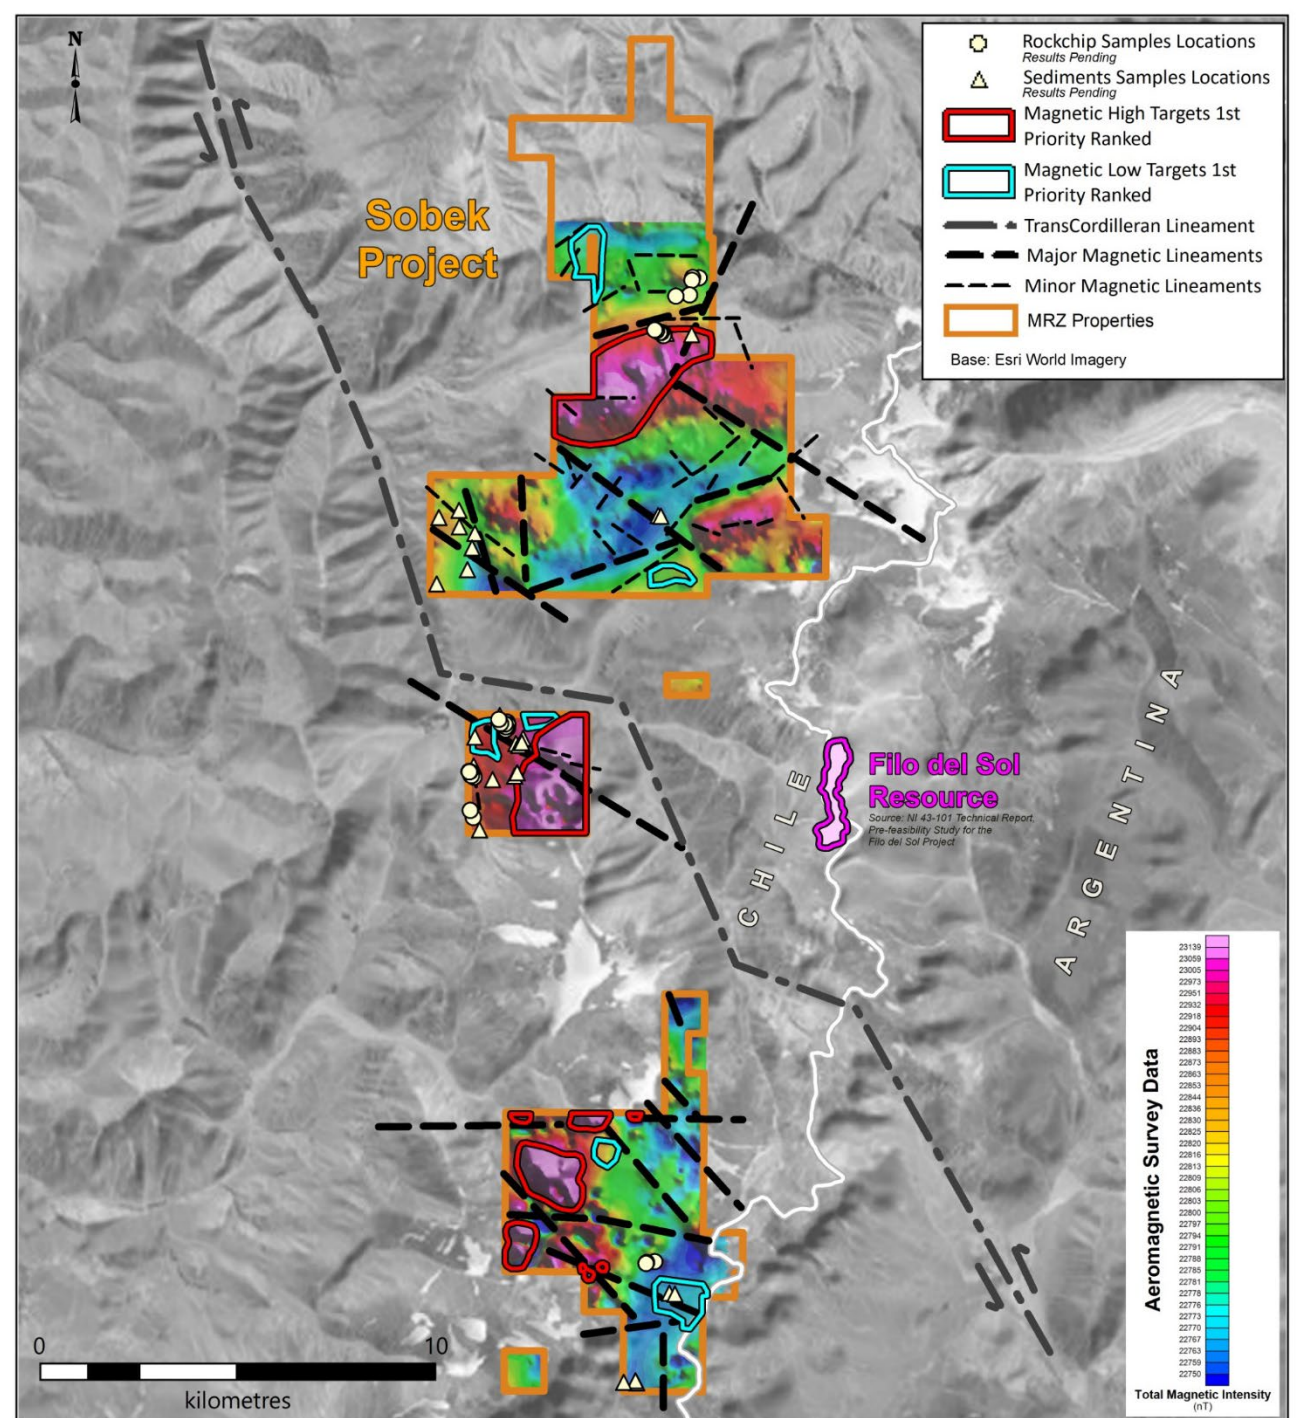 N
Rockchip Samples Locations
Results Pending
Sediments Samples Locations
Results Pending
Magnetic High Targets 1st
Priority Ranked
Magnetic Low Targets 1st
Priority Ranked
TransCordilleran Lineament
Major Magnetic Lineaments
Minor Magnetic Lineaments
MRZ Properties
Base: Esri World Imagery
Sobek
Project
Filo del Sol
Resource
Source: NI 43-101 Technical Report,
Pre-feasibility Study for the
Filo del Sol Project
CHILE
ARGENTINA
Aeromagnetic Survey Data
23139
23059
23005
22973
22951
22932
22918
22904
22893
22883
22873
22863
22853
22844
22836
22830
22825
22820
22816
22813
22809
22806
22803
22800
22797
22794
22791
22788
22785
22781
22778
22776
22773
22770
22767
22763
22759
22750
Total Magnetic Intensity
(nT)
0 10
kilometres